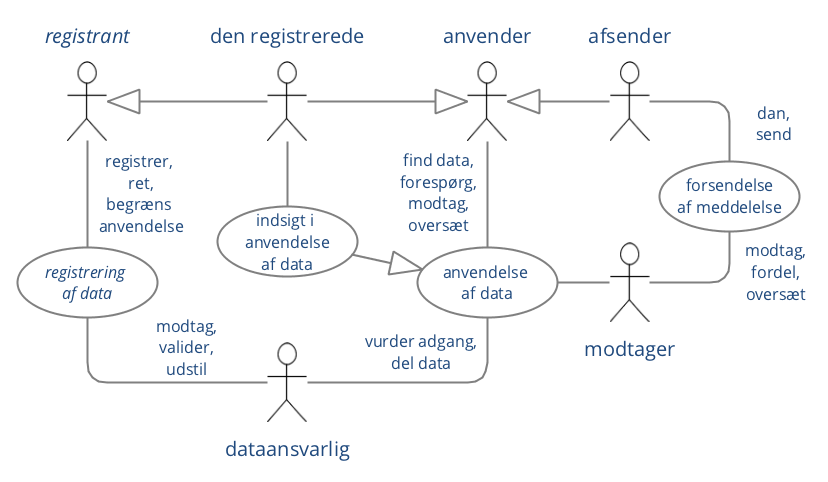 registrant
den registrerede
anvender
afsender
dan,
send
registrer,
ret,
begræns
anvendelse
find data,
forespørg,
modtag,
oversæt
forsendelse
af meddelelse
indsigt i
anvendelse
af data
registrering
af data
anvendelse
af data
modtag,
fordel,
oversæt
modtag,
valider,
udstil
vurder adgang,
del data
modtager
dataansvarlig